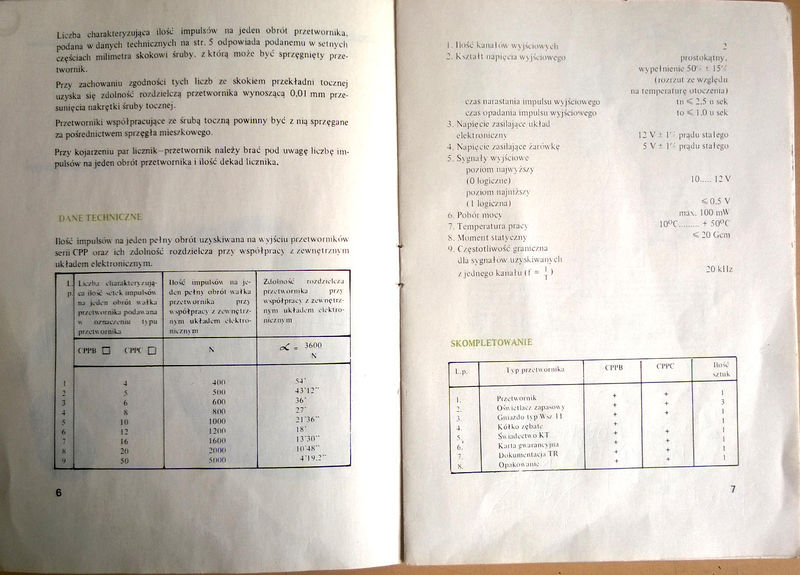 Liczba charakteryzująca ilość impulsów na jeden obrót przetwornika,
podana w danych technicznych na str. 5 odpowiada podanemu w setnych
częściach milimetra skokowi śruby, z którą może być sprzęgnięty prze-
twornik.
Przy zachowaniu zgodności tych liczb ze skokiem przekładni tocznej
uzyska się zdolność rozdzielczą przetwornika wynoszącą 0,01 mm prze-
sunięcia nakrętki śruby tocznej.
Przetworniki współpracujące ze śrubą toczną powinny być z nią sprzęgane
za pośrednictwem sprzęgła mieszkowego.
Przy kojarzeniu par licznik—przetwornik należy brać pod uwagę liczbę im-
pulsów na jeden obrót przetwornika i ilość dekad licznika.
DANE TECHNICZNE
Ilość impulsów na jeden pełny obrót uzyskiwana na wyjściu przetworników
serii CPP oraz ich zdolność rozdzielcza przy współpracy z zewnętrznym
układem elektronicznym.
L. p. Liczba charakteryzują-
ca ilość setek impulsów
na jeden obrót wałka
przetwornika podawana
w oznaczeniu typu
przetwornika
Ilość impulsów na je-
den pełny obrót wałka
przetwornika przy
współpracy z zewnętrz-
nym układem elektro-
nicznym
Zdolność rozdzielcza
przetwornika przy
współpracy z zewnętrz-
nym układem elektro-
nicznym
CPPB □ CPPC □ N ∝ = 3600
N
1 4 400 54'
2 5 500 43'12"
3 6 600 36'
4 8 800 27'
5 10 1000 21'36"
6 12 1200 18'
7 16 1600 13'30"
8 20 2000 10'48"
9 50 5000 4'19,2"
6
1. Ilość kanałów wyjściowych 2
2. Kształt napięcia wyjściowego prostokątny,
wypełnienie 50% ± 15%
(rozrzut ze względu
na temperaturę otoczenia)
czas narastania impulsu wyjściowego tn ≤ 2,5 u sek
czas opadania impulsu wyjściowego to ≤ 1,0 u sek
3. Napięcie zasilające układ
elektroniczny 12 V ± 1% prądu stałego
4. Napięcie zasilające żarówkę 5 V ± 1% prądu stałego
5. Sygnały wyjściowe
poziom najwyższy
(0 logiczne) 10..... 12 V
poziom najniższy
(1 logiczna) ≤ 0,5 V
6. Pobór mocy max. 100 mW
7. Temperatura pracy 10°C......... + 50°C
8. Moment statyczny ≤ 20 Gcm
9. Częstotliwość graniczna
dla sygnałów uzyskiwanych
z jednego kanału (f = 1/T) 20 kHz
SKOMPLETOWANIE
L.p. Typ przetwornika CPPB CPPC Ilość
sztuk
1. Przetwornik + + 1
2. Oświetlacz zapasowy + + 3
3. Gniazdo typ Wsz 11 + + 1
4. Kółko zębate + 1
5. Świadectwo KT + + 1
6. Karta gwarancyjna + + 1
7. Dokumentacja TR + + 1
8. Opakowanie + + 1
7